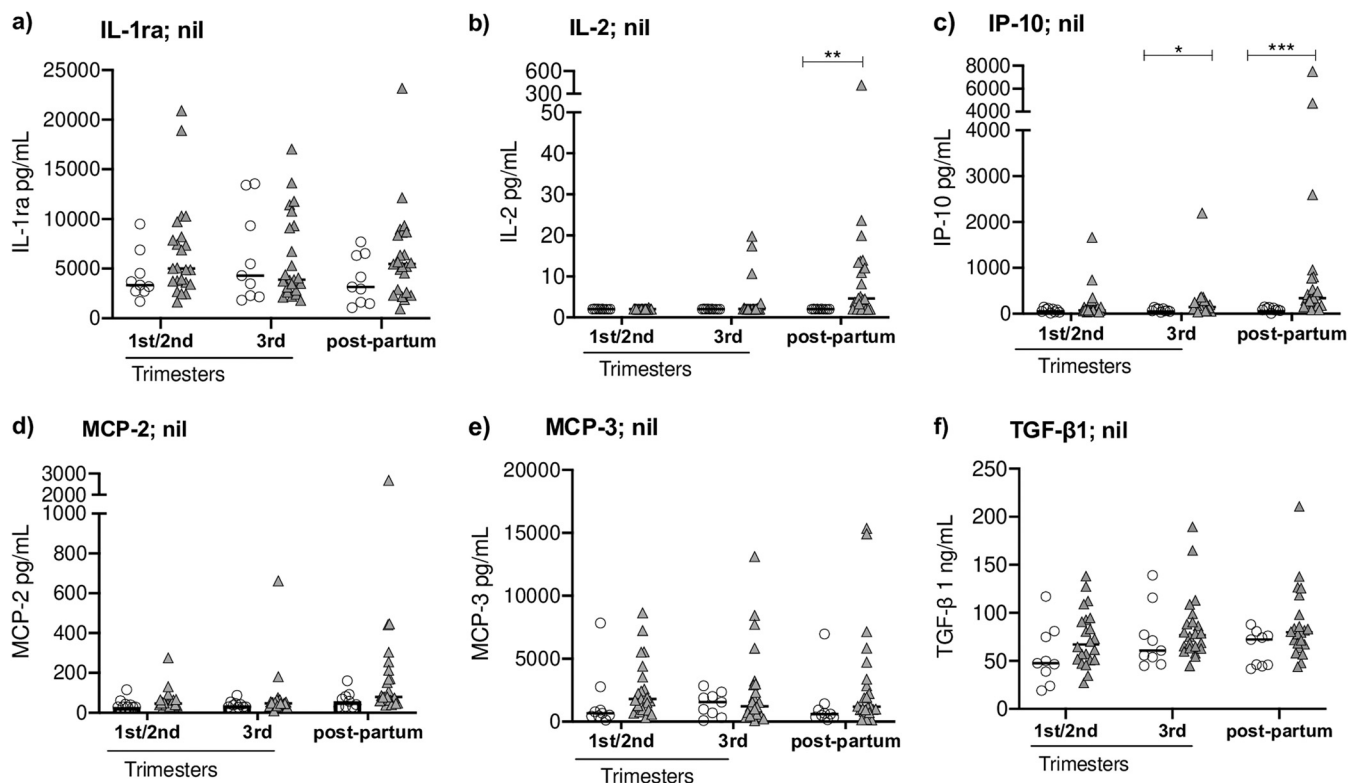 a) IL-1ra; nil
IL-1ra pg/mL
25000
20000
15000
10000
5000
0
1st/2nd 3rd post-partum
Trimesters
b) IL-2; nil
IL-2 pg/mL
**
600
300
50
40
30
20
10
0
1st/2nd 3rd post-partum
Trimesters
c) IP-10; nil
IP-10 pg/mL
* ***
8000
6000
4000
4000
3000
2000
1000
0
1st/2nd 3rd post-partum
Trimesters
d) MCP-2; nil
MCP-2 pg/mL
3000
2000
1000
800
600
400
200
0
1st/2nd 3rd post-partum
Trimesters
e) MCP-3; nil
MCP-3 pg/mL
20000
15000
10000
5000
0
1st/2nd 3rd post-partum
Trimesters
f) TGF-β1; nil
TGF-β 1 ng/mL
250
200
150
100
50
0
1st/2nd 3rd post-partum
Trimesters